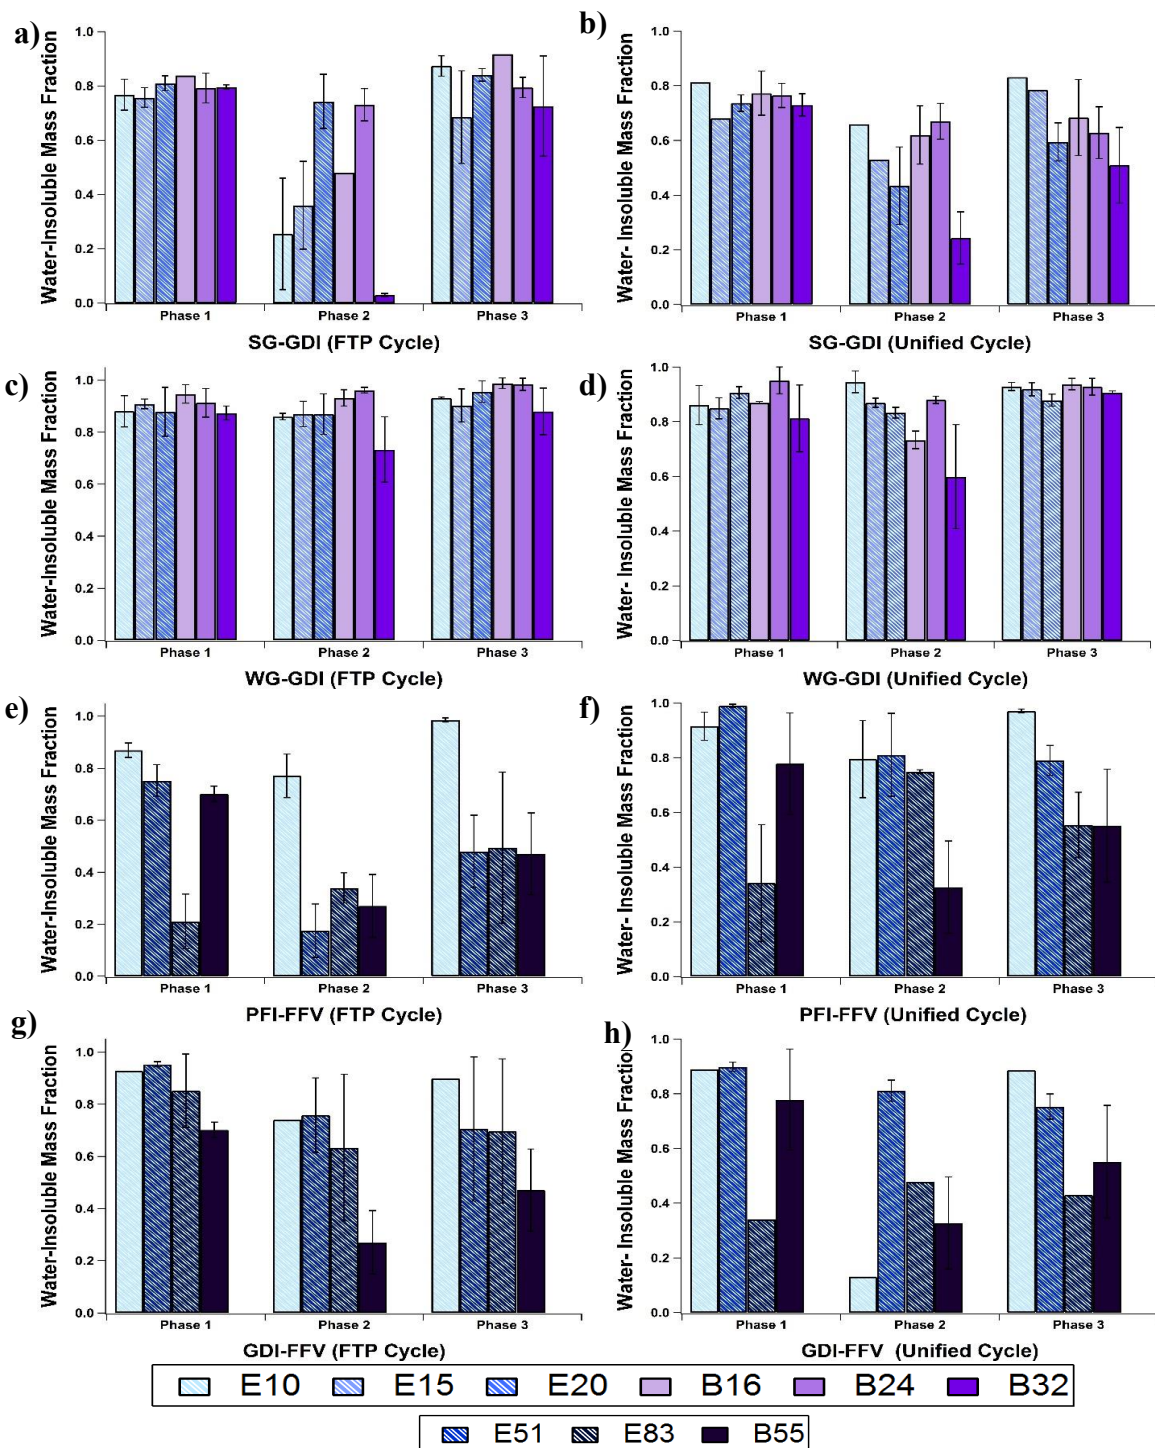 a)
Water-Insoluble Mass Fraction
1.0
0.8
0.6
0.4
0.2
0.0
Phase 1 Phase 2 Phase 3
SG-GDI (FTP Cycle)
b)
Water- Insoluble Mass Fraction
1.0
0.8
0.6
0.4
0.2
0.0
Phase 1 Phase 2 Phase 3
SG-GDI (Unified Cycle)
c)
Water-Insoluble Mass Fraction
1.0
0.8
0.6
0.4
0.2
0.0
Phase 1 Phase 2 Phase 3
WG-GDI (FTP Cycle)
d)
Water- Insoluble Mass Fraction
1.0
0.8
0.6
0.4
0.2
0.0
Phase 1 Phase 2 Phase 3
WG-GDI (Unified Cycle)
e)
Water-Insoluble Mass Fraction
1.0
0.8
0.6
0.4
0.2
0.0
Phase 1 Phase 2 Phase 3
PFI-FFV (FTP Cycle)
f)
Water- Insoluble Mass Fraction
1.0
0.8
0.6
0.4
0.2
0.0
Phase 1 Phase 2 Phase 3
PFI-FFV (Unified Cycle)
g)
Water-Insoluble Mass Fraction
1.0
0.8
0.6
0.4
0.2
0.0
Phase 1 Phase 2 Phase 3
GDI-FFV (FTP Cycle)
h)
Water- Insoluble Mass Fraction
1.0
0.8
0.6
0.4
0.2
0.0
Phase 1 Phase 2 Phase 3
GDI-FFV (Unified Cycle)
E10 E15 E20 B16 B24 B32
E51 E83 B55